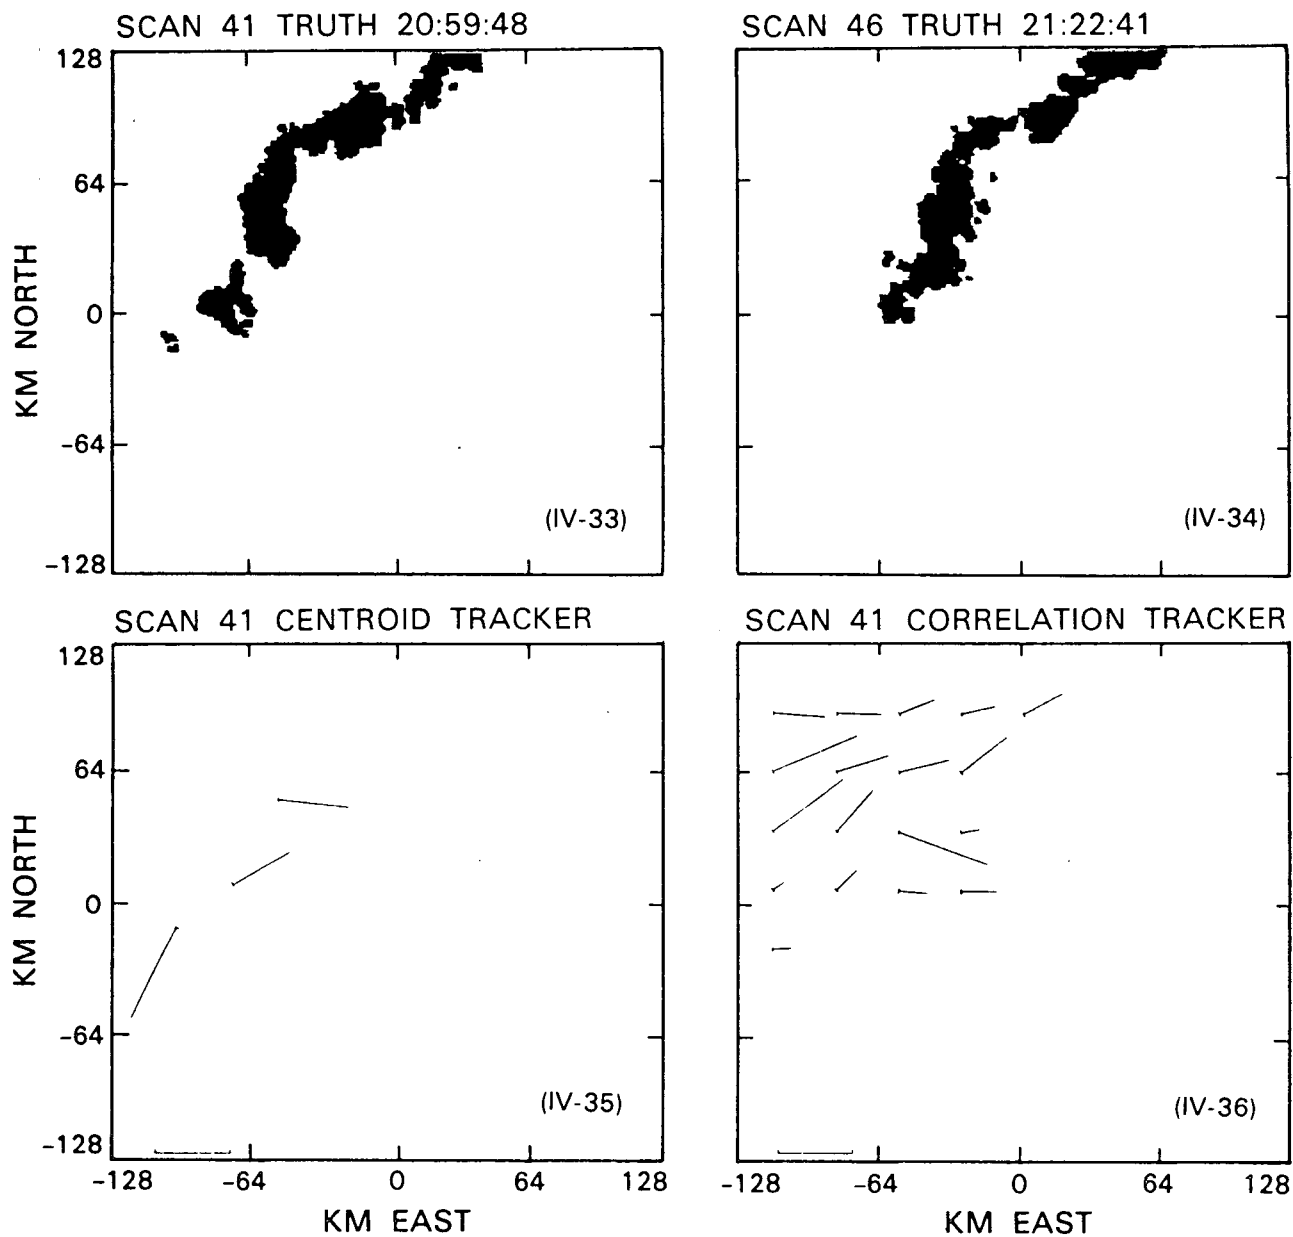 SCAN 41 TRUTH 20:59:48
SCAN 46 TRUTH 21:22:41
128
64
0
-64
-128
KM NORTH
(IV-33)
(IV-34)
SCAN 41 CENTROID TRACKER
SCAN 41 CORRELATION TRACKER
128
64
0
-64
-128
KM NORTH
(IV-35)
(IV-36)
-128 -64 0 64 128
-128 -64 0 64 128
KM EAST
KM EAST